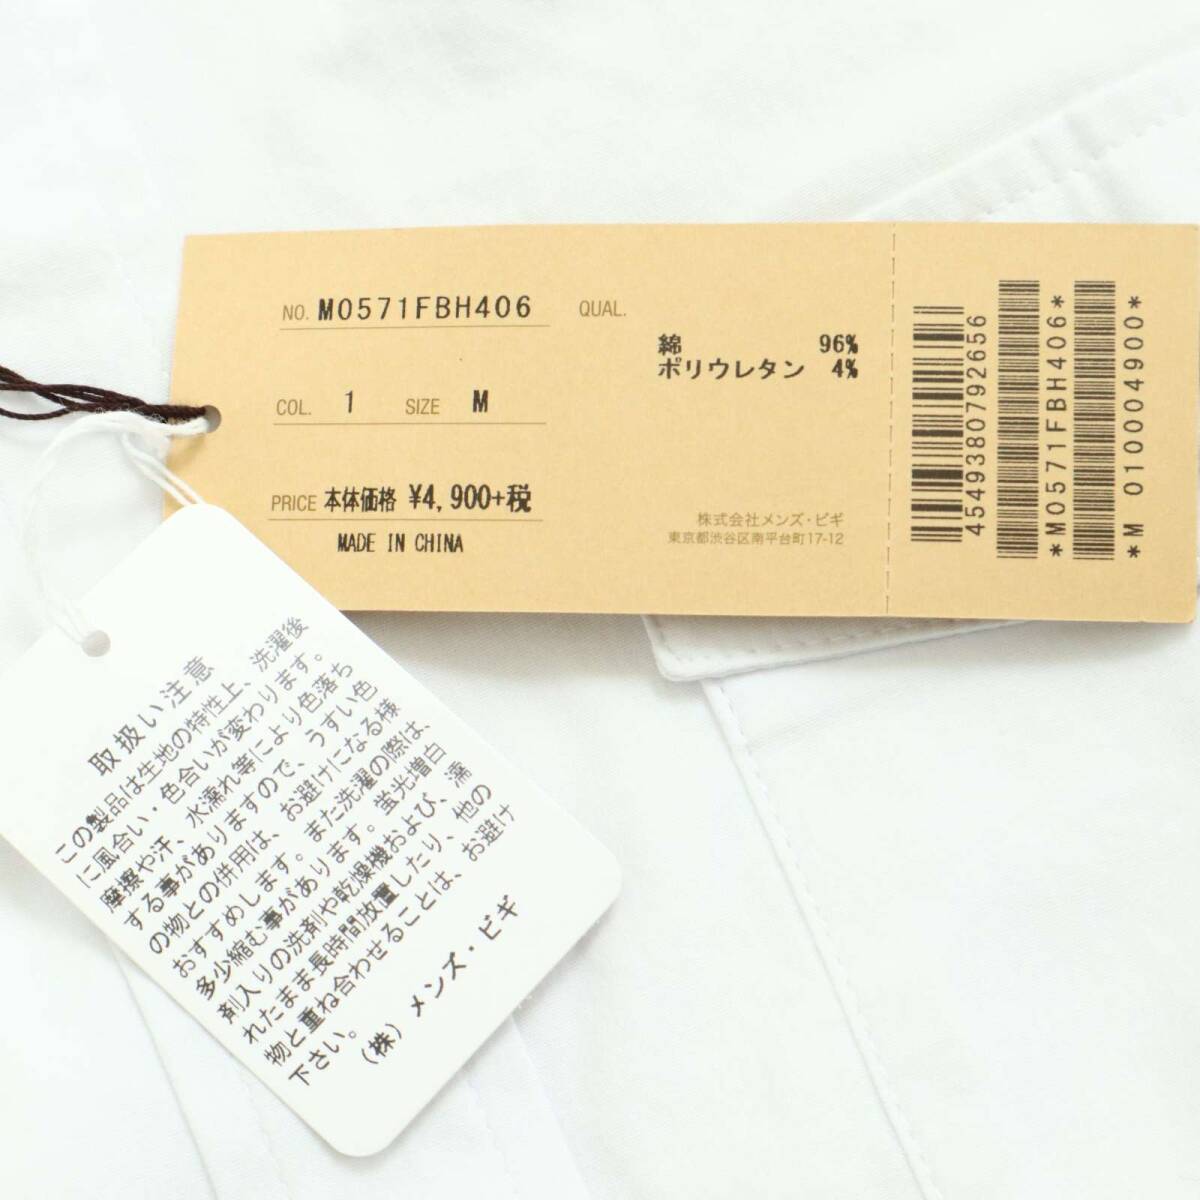 NO. M0571FBH406
QUAL.
綿 96%
ポリウレタン 4%
COL. 1 SIZE M
PRICE 本体価格 ¥4,900+税
MADE IN CHINA
株式会社メンズ・ビギ
東京都渋谷区南平台町17-12
4549380792656
*M0571FBH406*
*M 0100004900*
取扱い注意
この製品は生地の特性上、洗濯後
に風合い・色合いが変わります。
摩擦や汗、水濡れ等により色落ち
する事がありますので、うすい色
の物との併用は、お避けになる様
おすすめします。また洗濯の際は、
多少縮む事があります。蛍光増白
剤入りの洗剤や乾燥機および、濡
れたまま長時間放置したり、他の
物と重ね合わせることは、お避け
下さい。
(株) メンズ・ビギ